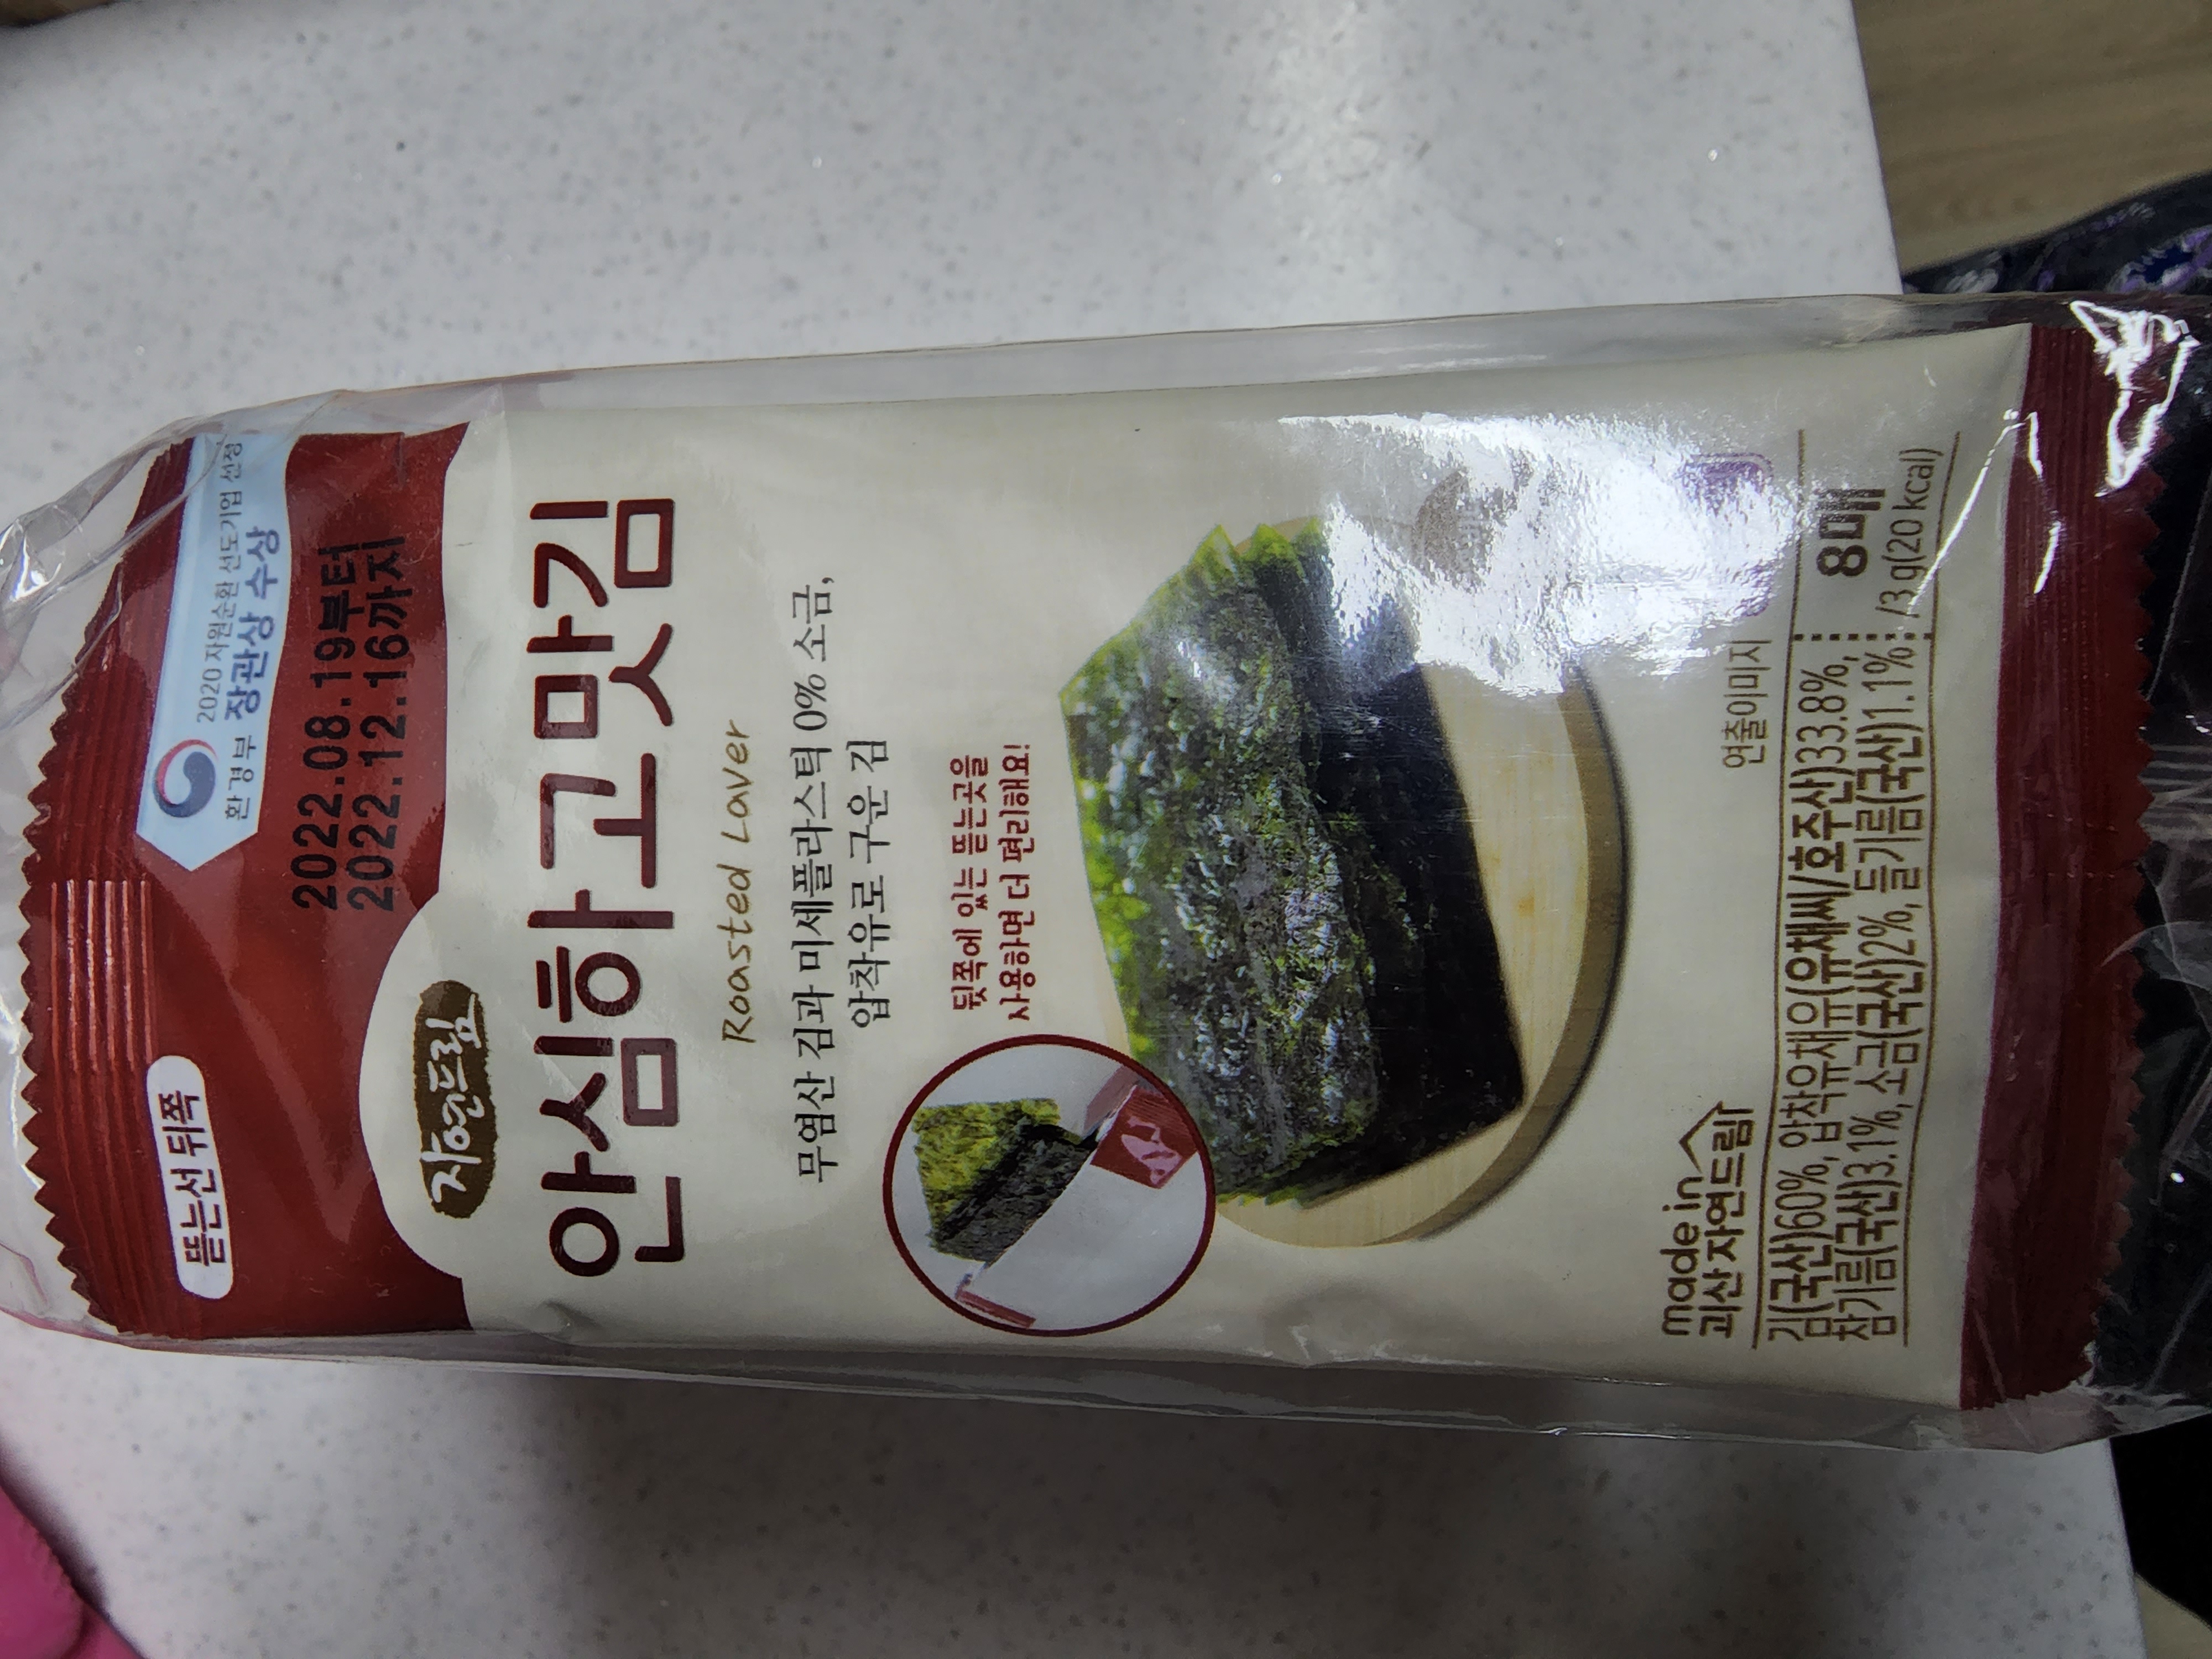 2020 자원순환 선도기업 선정
환경부 장관상 수상
2022.08.19부터
2022.12.16까지
뜯는선 뒤쪽
자연드림
안심하고맛김
Roasted Laver
무염산 김과 미세플라스틱 0% 소금,
압착유로 구운 김
뒷쪽에 있는 뜯는곳을
사용하면 더 편리해요!
연출이미지
made in
괴산자연드림
김(국산)60%, 압착유채유(유채씨/호주산)33.8%,
참기름(국산)3.1%, 소금(국산)2%, 들기름(국산)1.1%
8매
/3 g(20 kcal)